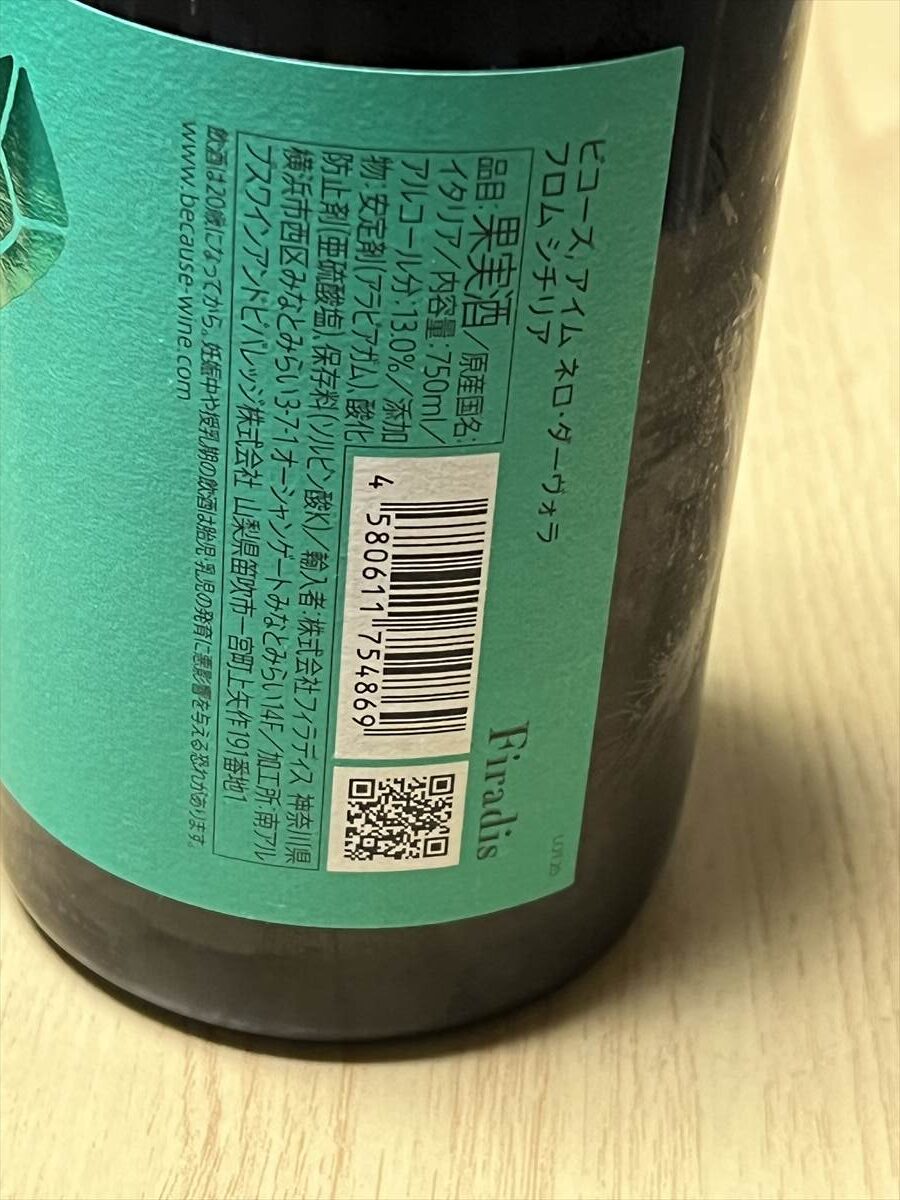 ビコーズ, アイム ネロ・ダーヴォラ
フロム シチリア
品目 果実酒／原産国名:
イタリア／内容量:750ml／
アルコール分:13.0%／添加
物:安定剤(アラビアガム)、酸化
防止剤(亜硫酸塩)、保存料(ソルビン酸K)／輸入者:株式会社フィラディス 神奈川県
横浜市西区みなとみらい3-7-1オーシャンゲートみなとみらい14F／加工所:南アル
プスワインアンドビバレッジ株式会社 山梨県笛吹市一宮町上矢作191番地1
飲酒は20歳になってから。妊娠中や授乳期の飲酒は胎児・乳児の発育に悪影響を与える恐れがあります。
www.because-wine.com
4 580611 754869
Firadis